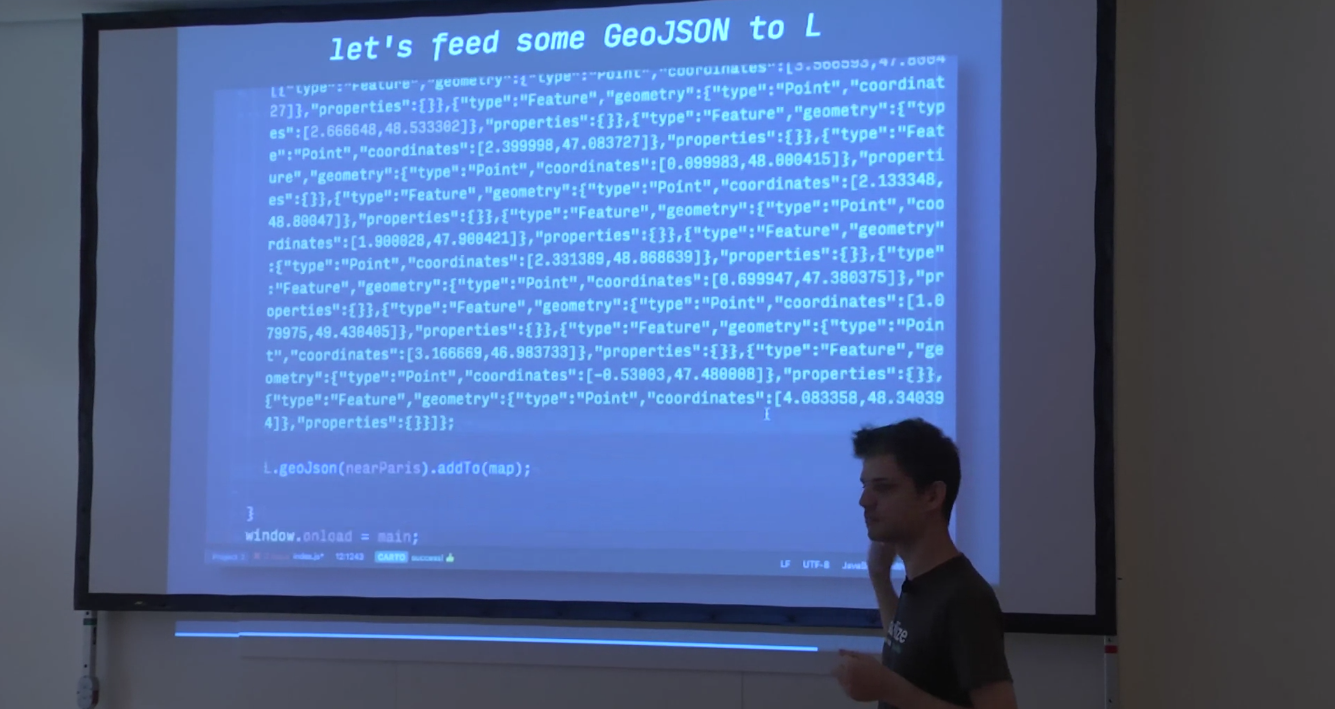 let's feed some GeoJSON to L
[{"type":"Feature","geometry":{"type":"Point","coordinates":[3.566593,47.8004
27]},"properties":{}},{"type":"Feature","geometry":{"type":"Point","coordinat
es":[2.666648,48.533302]},"properties":{}},{"type":"Feature","geometry":{"typ
e":"Point","coordinates":[2.399998,47.083727]},"properties":{}},{"type":"Feat
ure","geometry":{"type":"Point","coordinates":[0.099983,48.000415]},"properti
es":{}},{"type":"Feature","geometry":{"type":"Point","coordinates":[2.133348,
48.80047]},"properties":{}},{"type":"Feature","geometry":{"type":"Point","coo
rdinates":[1.900028,47.900421]},"properties":{}},{"type":"Feature","geometry"
:{"type":"Point","coordinates":[2.331389,48.868639]},"properties":{}},{"type"
:"Feature","geometry":{"type":"Point","coordinates":[0.699947,47.380375]},"pr
operties":{}},{"type":"Feature","geometry":{"type":"Point","coordinates":[1.0
79975,49.430405]},"properties":{}},{"type":"Feature","geometry":{"type":"Poin
t","coordinates":[3.166669,46.983733]},"properties":{}},{"type":"Feature","ge
ometry":{"type":"Point","coordinates":[-0.53003,47.480008]},"properties":{}},
{"type":"Feature","geometry":{"type":"Point","coordinates":[4.083358,48.34039
4]},"properties":{}}]};
L.geoJson(nearParis).addTo(map);
}
window.onload = main;
index.js* 12:1243 CARTO success! LF UTF-8